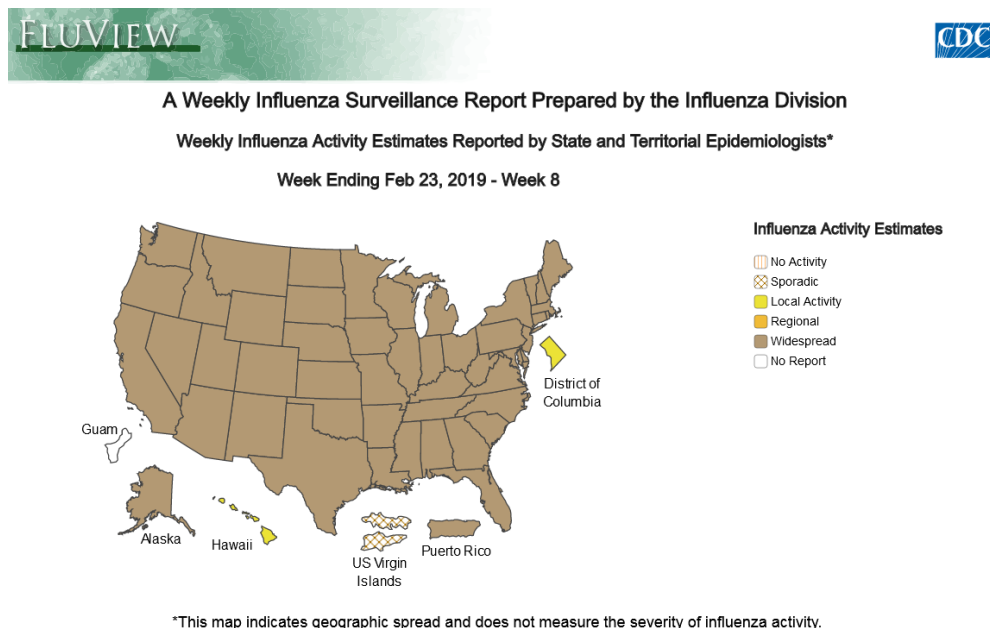 FLUVIEW
CDC
A Weekly Influenza Surveillance Report Prepared by the Influenza Division
Weekly Influenza Activity Estimates Reported by State and Territorial Epidemiologists*
Week Ending Feb 23, 2019 - Week 8
Influenza Activity Estimates
No Activity
Sporadic
Local Activity
Regional
Widespread
No Report
District of
Columbia
Guam
Alaska
Hawaii
US Virgin
Islands
Puerto Rico
*This map indicates geographic spread and does not measure the severity of influenza activity.